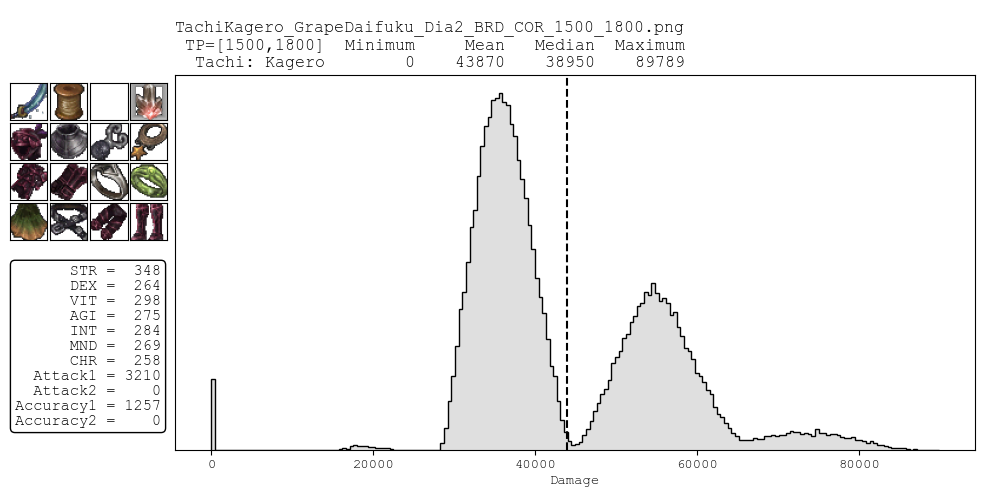 TachiKagero_GrapeDaifuku_Dia2_BRD_COR_1500_1800.png
TP=[1500,1800] Minimum Mean Median Maximum
Tachi: Kagero 0 43870 38950 89789
STR = 348
DEX = 264
VIT = 298
AGI = 275
INT = 284
MND = 269
CHR = 258
Attack1 = 3210
Attack2 = 0
Accuracy1 = 1257
Accuracy2 = 0
0 20000 40000 60000 80000
Damage